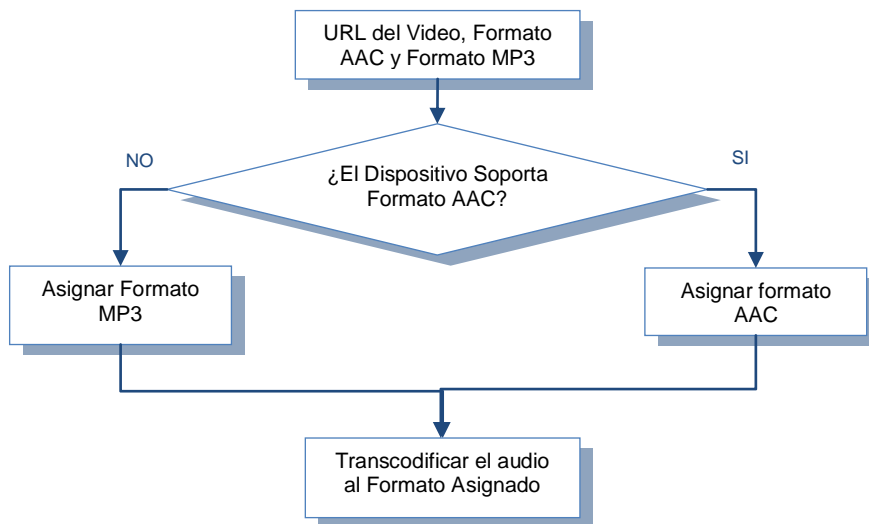 URL del Video, Formato
AAC y Formato MP3
NO
SI
¿El Dispositivo Soporta
Formato AAC?
Asignar Formato
MP3
Asignar formato
AAC
Transcodificar el audio
al Formato Asignado